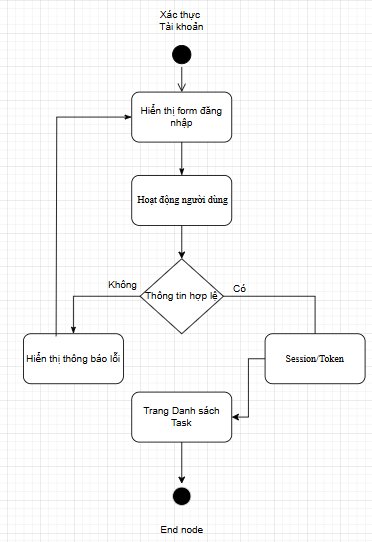 Xác thực
Tài khoản
Hiển thị form đăng
nhập
Hoạt động người dùng
Không
Thông tin hợp lê
Có
Hiển thị thông báo lỗi
Session/Token
Trang Danh sách
Task
End node